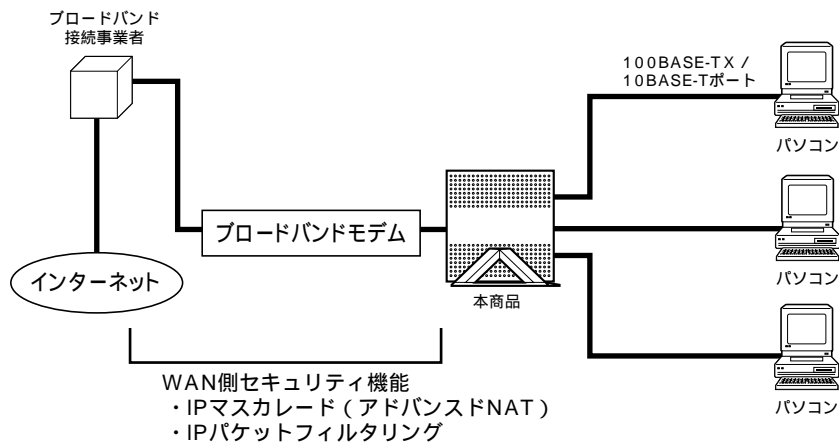 ブロードバンド
接続事業者
100BASE-TX /
10BASE-Tポート
パソコン
ブロードバンドモデム
インターネット
本商品
パソコン
WAN側セキュリティ機能
・IPマスカレード(アドバンスドNAT)
・IPパケットフィルタリング
パソコン